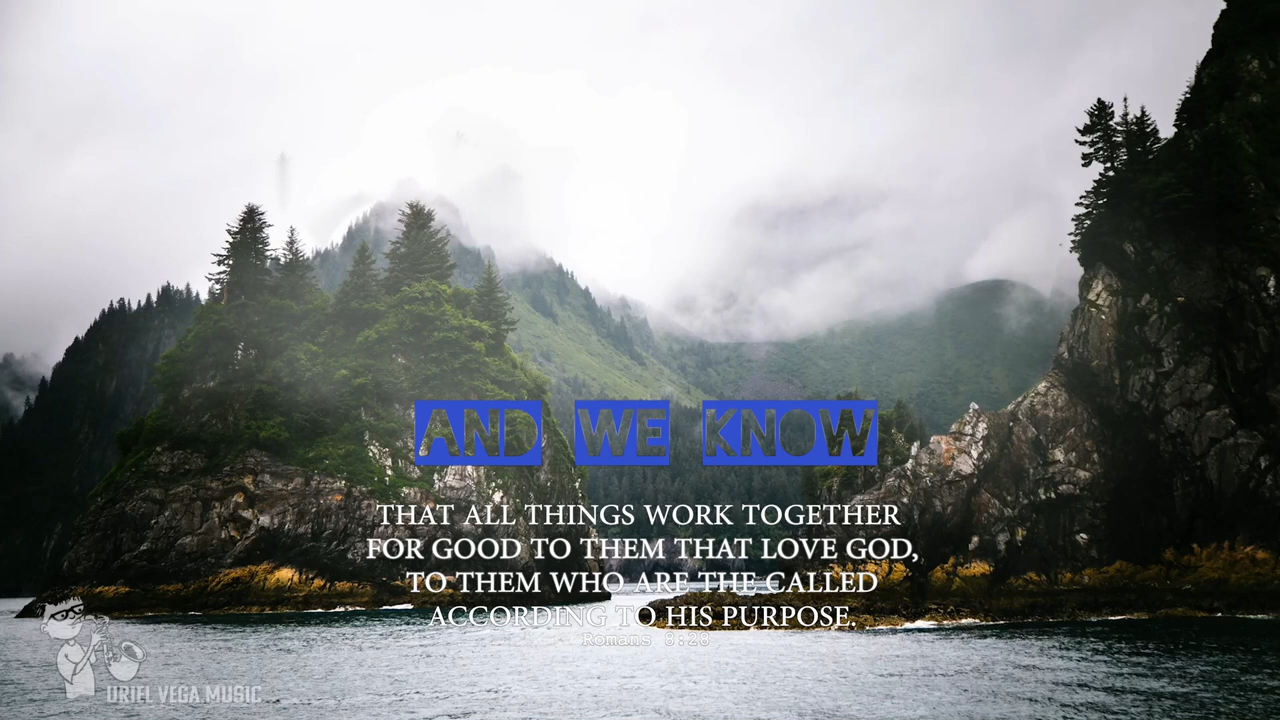 AND WE KNOW
THAT ALL THINGS WORK TOGETHER
FOR GOOD TO THEM THAT LOVE GOD,
TO THEM WHO ARE THE CALLED
ACCORDING TO HIS PURPOSE.
Romans 8:28
URIEL VEGA MUSIC